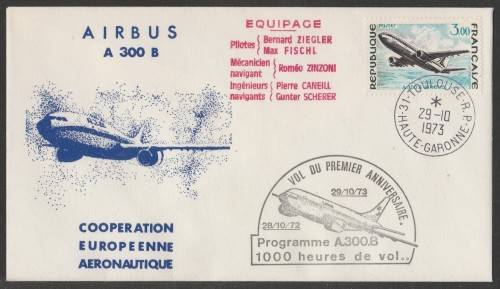 AIRBUS
A 300 B
EQUIPAGE
Pilotes Bernard ZIEGLER
Max FISCHL
Mécanicien
navigant Roméo ZINZONI
Ingénieurs Pierre CANEILL
navigants Gunter SCHERER
3,00
POSTES
REPUBLIQUE
FRANCAISE
31-TOULOUSE-R.P.
*
29-10
1973
HAUTE-GARONNE
VOL DU PREMIER ANNIVERSAIRE.
29/10/73
28/10/72
Programme A.300.B
1000 heures de vol..
COOPERATION
EUROPEENNE
AERONAUTIQUE